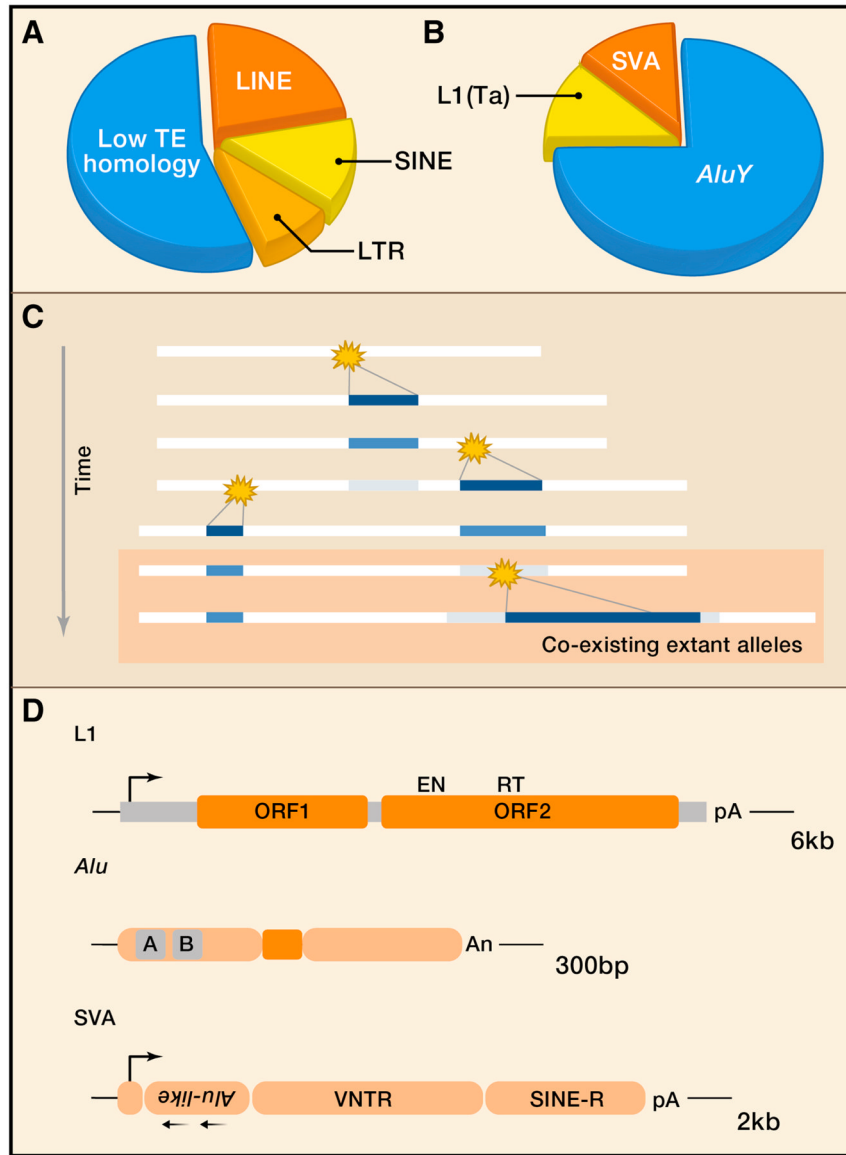 A
LINE
Low TE
homology
SINE
LTR
B
SVA
L1(Ta)
AluY
C
Time
Co-existing extant alleles
D
L1
EN RT
ORF1 ORF2 pA
6kb
Alu
A B An
300bp
SVA
Alu-like VNTR SINE-R pA
2kb